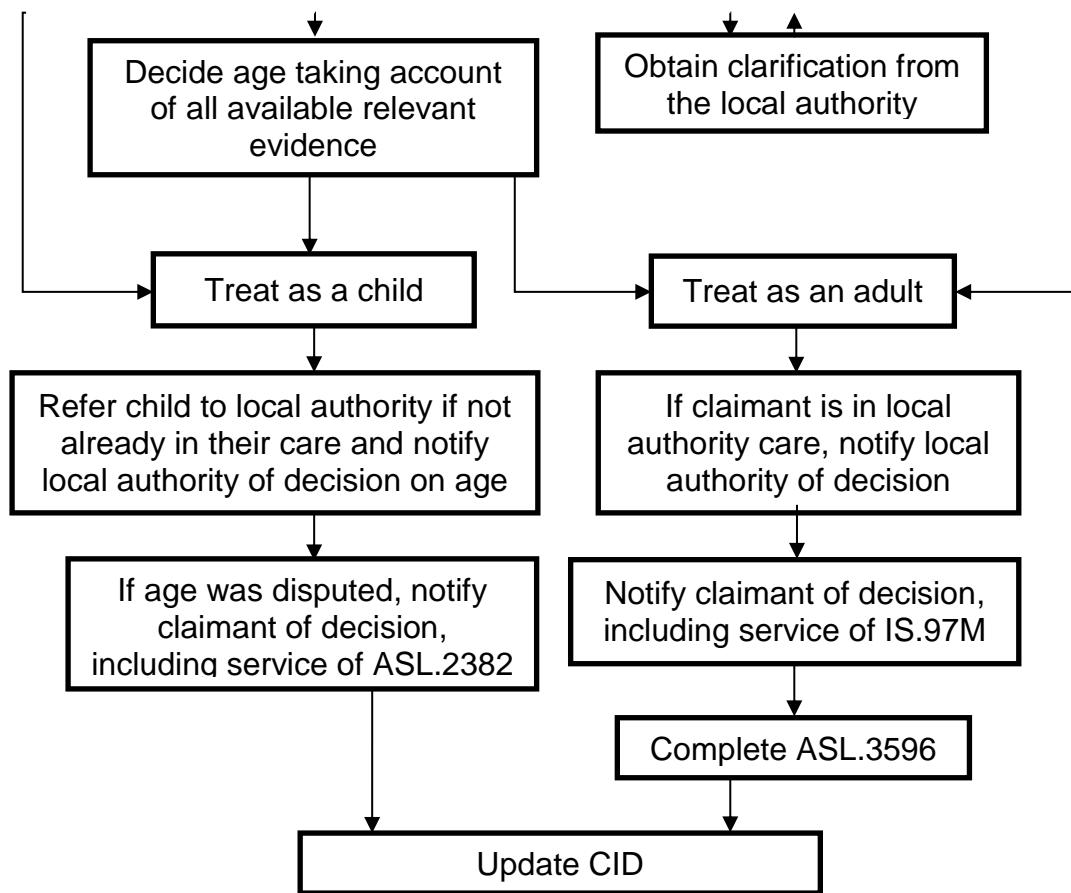 Decide age taking account
of all available relevant
evidence
Obtain clarification from
the local authority
Treat as a child
Treat as an adult
Refer child to local authority if not
already in their care and notify
local authority of decision on age
If claimant is in local
authority care, notify local
authority of decision
If age was disputed, notify
claimant of decision,
including service of ASL.2382
Notify claimant of decision,
including service of IS.97M
Complete ASL.3596
Update CID